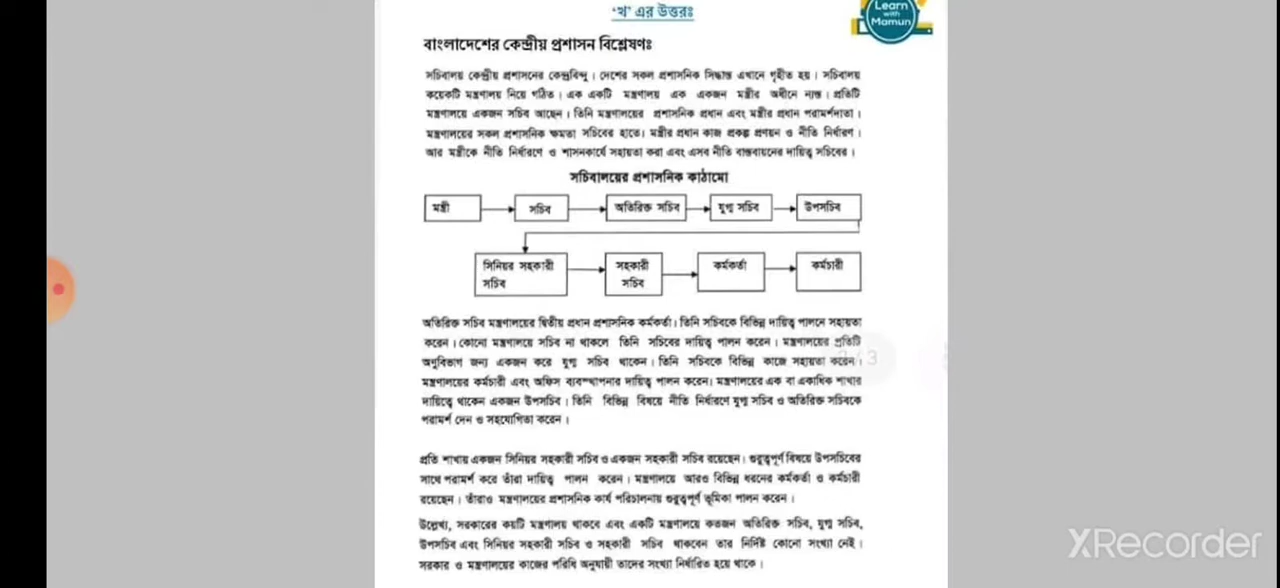 ‘খ’ এর উত্তরঃ
Learn
with
Mamun
বাংলাদেশের কেন্দ্রীয় প্রশাসন বিশ্লেষণঃ
সচিবালয় কেন্দ্রীয় প্রশাসনের কেন্দ্রবিন্দু। দেশের সকল প্রশাসনিক সিদ্ধান্ত এখানে গৃহীত হয়। সচিবালয়
কয়েকটি মন্ত্রণালয় নিয়ে গঠিত। এক একটি মন্ত্রণালয় এক একজন মন্ত্রীর অধীনে ন্যস্ত। প্রতিটি
মন্ত্রণালয়ে একজন সচিব আছেন। তিনি মন্ত্রণালয়ের প্রশাসনিক প্রধান এবং মন্ত্রীর প্রধান পরামর্শদাতা।
মন্ত্রণালয়ের সকল প্রশাসনিক ক্ষমতা সচিবের হাতে। মন্ত্রীর প্রধান কাজ প্রকল্প প্রণয়ন ও নীতি নির্ধারণ।
আর মন্ত্রীকে নীতি নির্ধারণে ও শাসনকার্যে সহায়তা করা এবং এসব নীতি বাস্তবায়নের দায়িত্ব সচিবের।
সচিবালয়ের প্রশাসনিক কাঠামো
মন্ত্রী সচিব অতিরিক্ত সচিব যুগ্ম সচিব উপসচিব
সিনিয়র সহকারী সহকারী কর্মকর্তা কর্মচারী
সচিব সচিব
অতিরিক্ত সচিব মন্ত্রণালয়ের দ্বিতীয় প্রধান প্রশাসনিক কর্মকর্তা। তিনি সচিবকে বিভিন্ন দায়িত্ব পালনে সহায়তা
করেন। কোনো মন্ত্রণালয়ে সচিব না থাকলে তিনি সচিবের দায়িত্ব পালন করেন। মন্ত্রণালয়ের প্রতিটি
অনুবিভাগ জন্য একজন করে যুগ্ম সচিব থাকেন। তিনি সচিবকে বিভিন্ন কাজে সহায়তা করেন।
মন্ত্রণালয়ের কর্মচারী এবং অফিস ব্যবস্থাপনার দায়িত্ব পালন করেন। মন্ত্রণালয়ের এক বা একাধিক শাখার
দায়িত্বে থাকেন একজন উপসচিব। তিনি বিভিন্ন বিষয়ে নীতি নির্ধারণে যুগ্ম সচিব ও অতিরিক্ত সচিবকে
পরামর্শ দেন ও সহযোগিতা করেন।
প্রতি শাখায় একজন সিনিয়র সহকারী সচিব ও একজন সহকারী সচিব রয়েছেন। গুরুত্বপূর্ণ বিষয়ে উপসচিবের
সাথে পরামর্শ করে তাঁরা দায়িত্ব পালন করেন। মন্ত্রণালয়ে আরও বিভিন্ন ধরনের কর্মকর্তা ও কর্মচারী
রয়েছেন। তাঁরাও মন্ত্রণালয়ের প্রশাসনিক কার্য পরিচালনায় গুরুত্বপূর্ণ ভূমিকা পালন করেন।
উল্লেখ্য, সরকারের কয়টি মন্ত্রণালয় থাকবে এবং একটি মন্ত্রণালয়ে কতজন অতিরিক্ত সচিব, যুগ্ম সচিব,
উপসচিব এবং সিনিয়র সহকারী সচিব ও সহকারী সচিব থাকবেন তার নির্দিষ্ট কোনো সংখ্যা নেই।
সরকার ও মন্ত্রণালয়ের কাজের পরিধি অনুযায়ী তাদের সংখ্যা নির্ধারিত হয়ে থাকে।
XRecorder